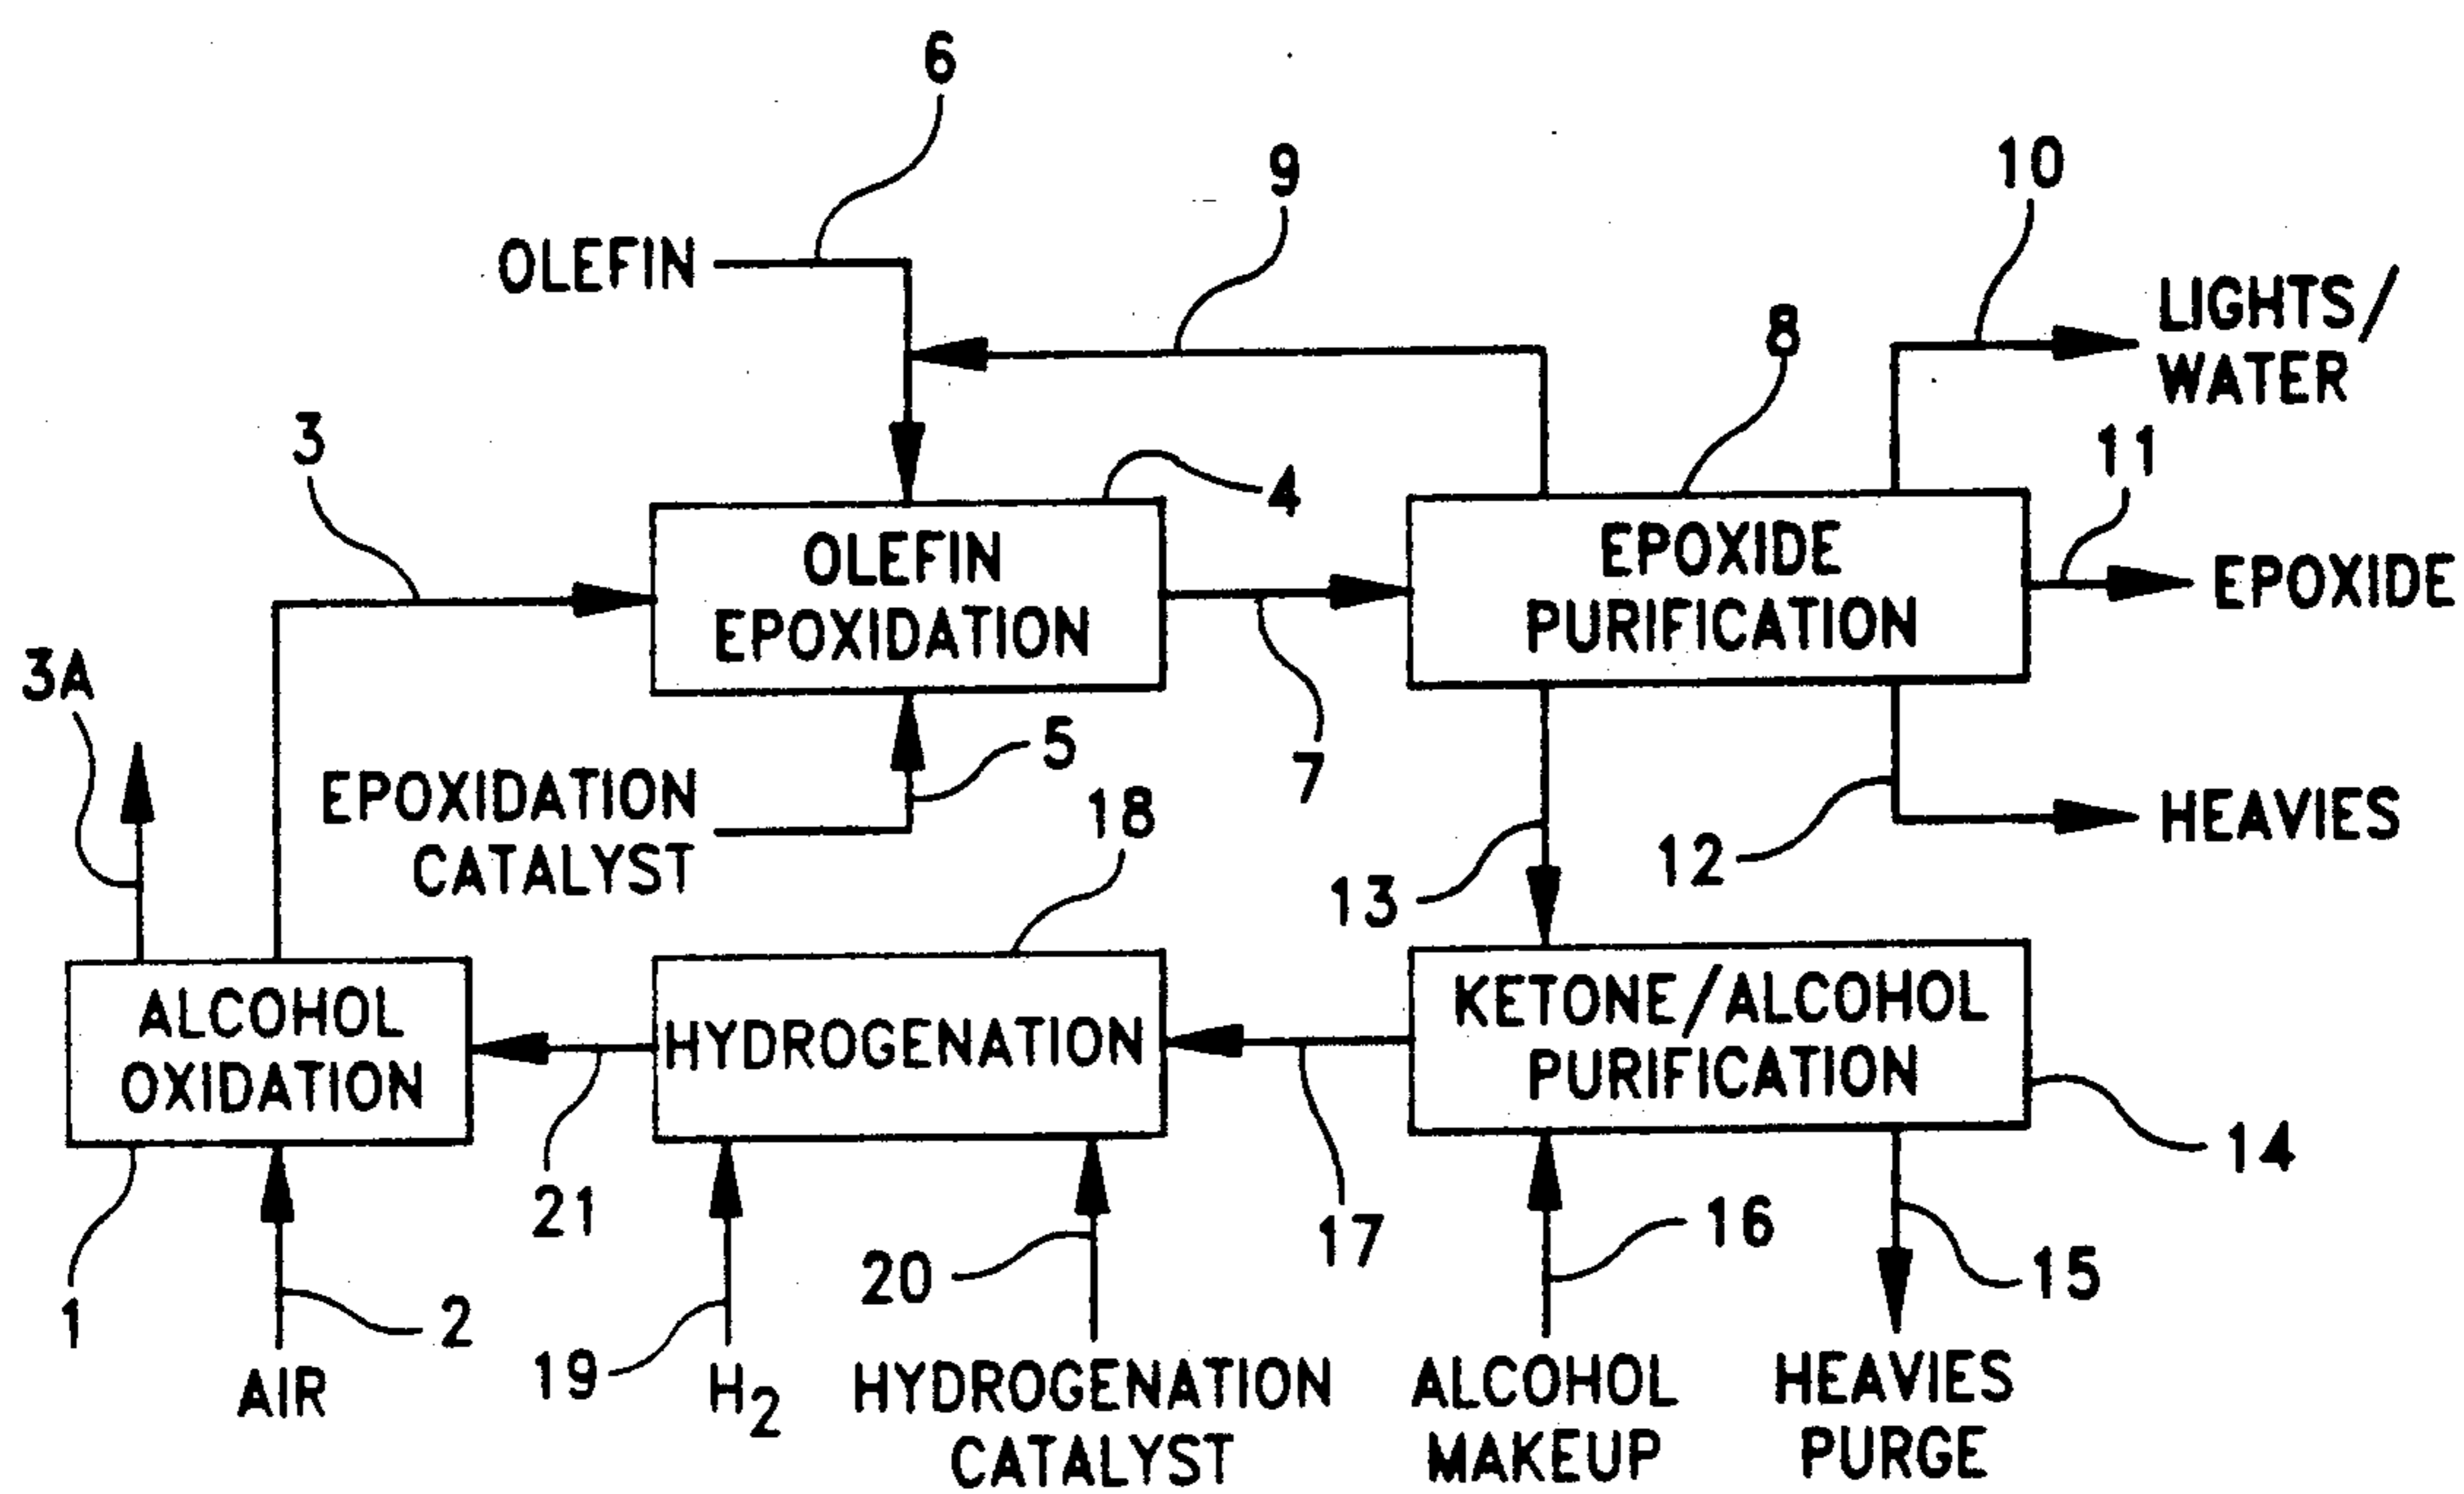 6
9
10
OLEFIN
8
LIGHTS/
WATER
3
11
4
OLEFIN
EPOXIDATION
EPOXIDE
PURIFICATION
EPOXIDE
3A
5
7
EPOXIDATION
CATALYST
18
HEAVIES
12
13
ALCOHOL
OXIDATION
HYDROGENATION
KETONE/ALCOHOL
PURIFICATION
14
21
17
16
15
20
1
2
19
AIR
H2
HYDROGENATION
CATALYST
ALCOHOL
MAKEUP
HEAVIES
PURGE